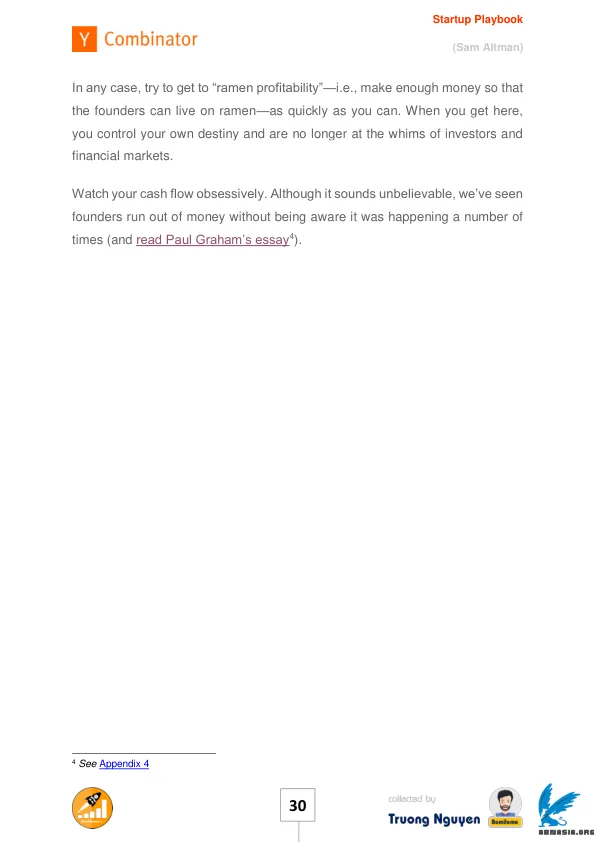 Startup Playbook
Y Combinator
(Sam Altman)
In any case, try to get to “ramen profitability”—i.e., make enough money so that
the founders can live on ramen—as quickly as you can. When you get here,
you control your own destiny and are no longer at the whims of investors and
financial markets.
Watch your cash flow obsessively. Although it sounds unbelievable, we’ve seen
founders run out of money without being aware it was happening a number of
times (and read Paul Graham’s essay4).
4 See Appendix 4
30
collected by
Truong Nguyen
Bomiloma
ABNASIA.ORG